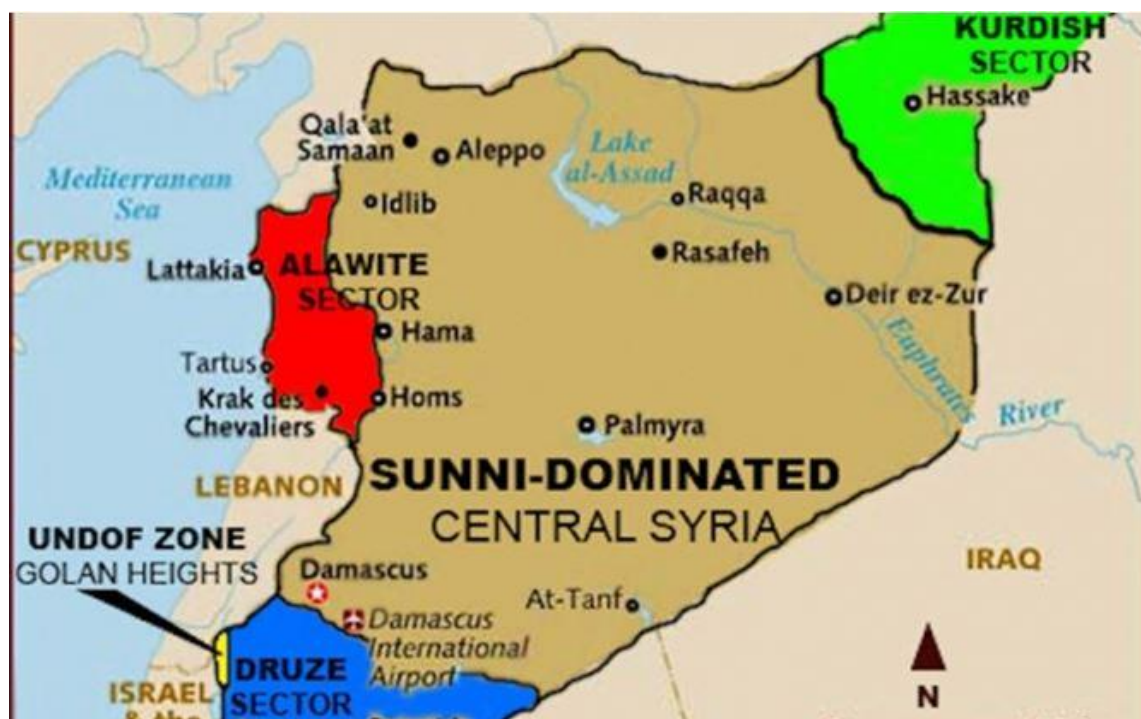 KURDISH
SECTOR
Hassake
Qala'at
Samaan
Aleppo
Lake
al-Assad
Mediterranean
Sea
Idlib
Raqqa
CYPRUS
Lattakia
ALAWITE
SECTOR
Rasafeh
Deir ez-Zur
Hama
Euphrates
River
Tartus
Krak des
Chevaliers
Homs
Palmyra
LEBANON
SUNNI-DOMINATED
CENTRAL SYRIA
UNDOF ZONE
GOLAN HEIGHTS
IRAQ
Damascus
At-Tanf
Damascus
International
Airport
DRUZE
SECTOR
ISRAEL
& the
N